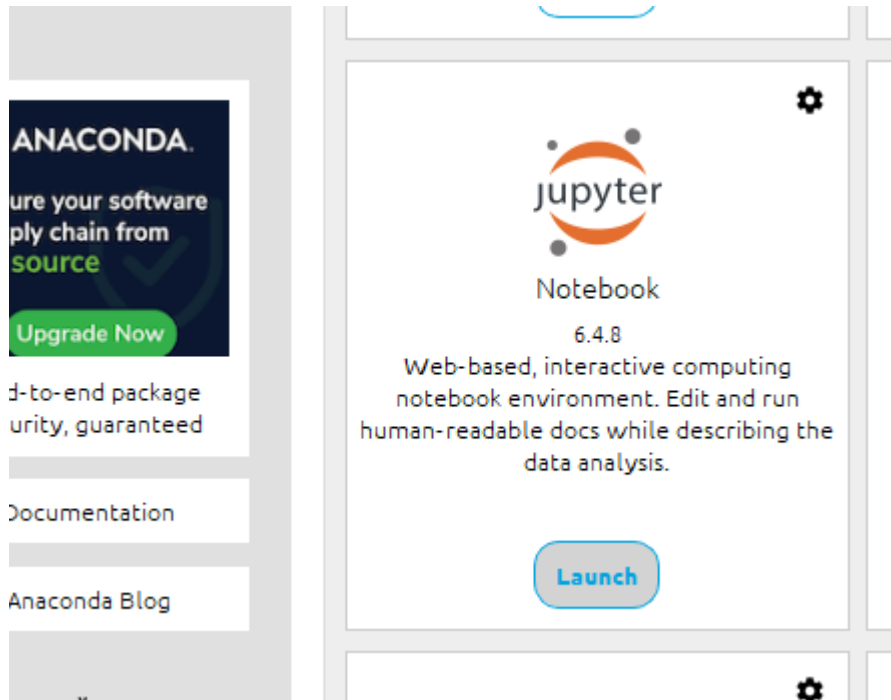 ANACONDA.
ure your software
ply chain from
source
Upgrade Now
d-to-end package
urity, guaranteed
Documentation
Anaconda Blog
jupyter
Notebook
6.4.8
Web-based, interactive computing
notebook environment. Edit and run
human-readable docs while describing the
data analysis.
Launch